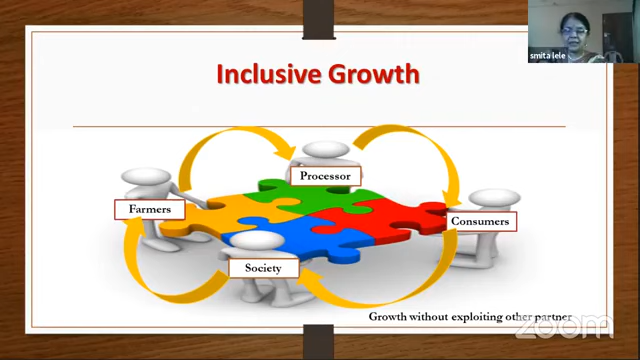 smita lele
Inclusive Growth
Processor
Farmers
Consumers
Society
Growth without exploiting other partner
zoom